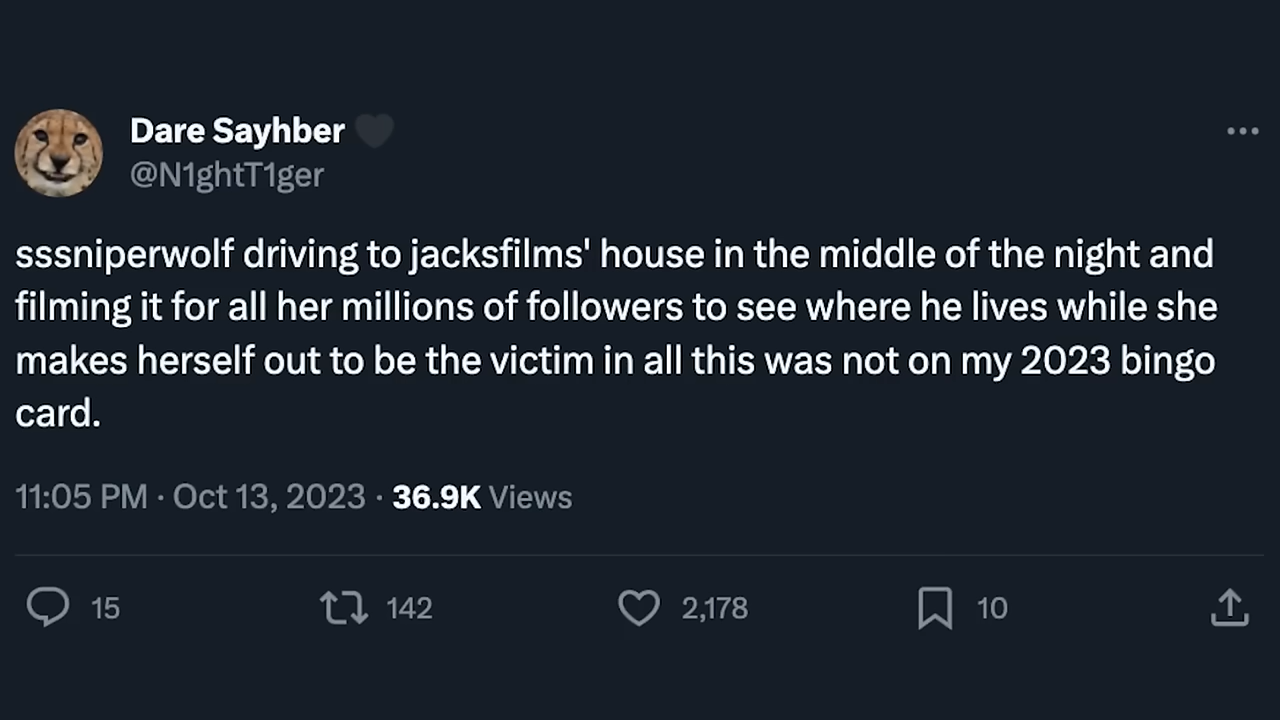 Dare Sayhber 🖤
@N1ghtT1ger
sssniperwolf driving to jacksfilms' house in the middle of the night and
filming it for all her millions of followers to see where he lives while she
makes herself out to be the victim in all this was not on my 2023 bingo
card.
11:05 PM · Oct 13, 2023 · 36.9K Views
15 142 2,178 10